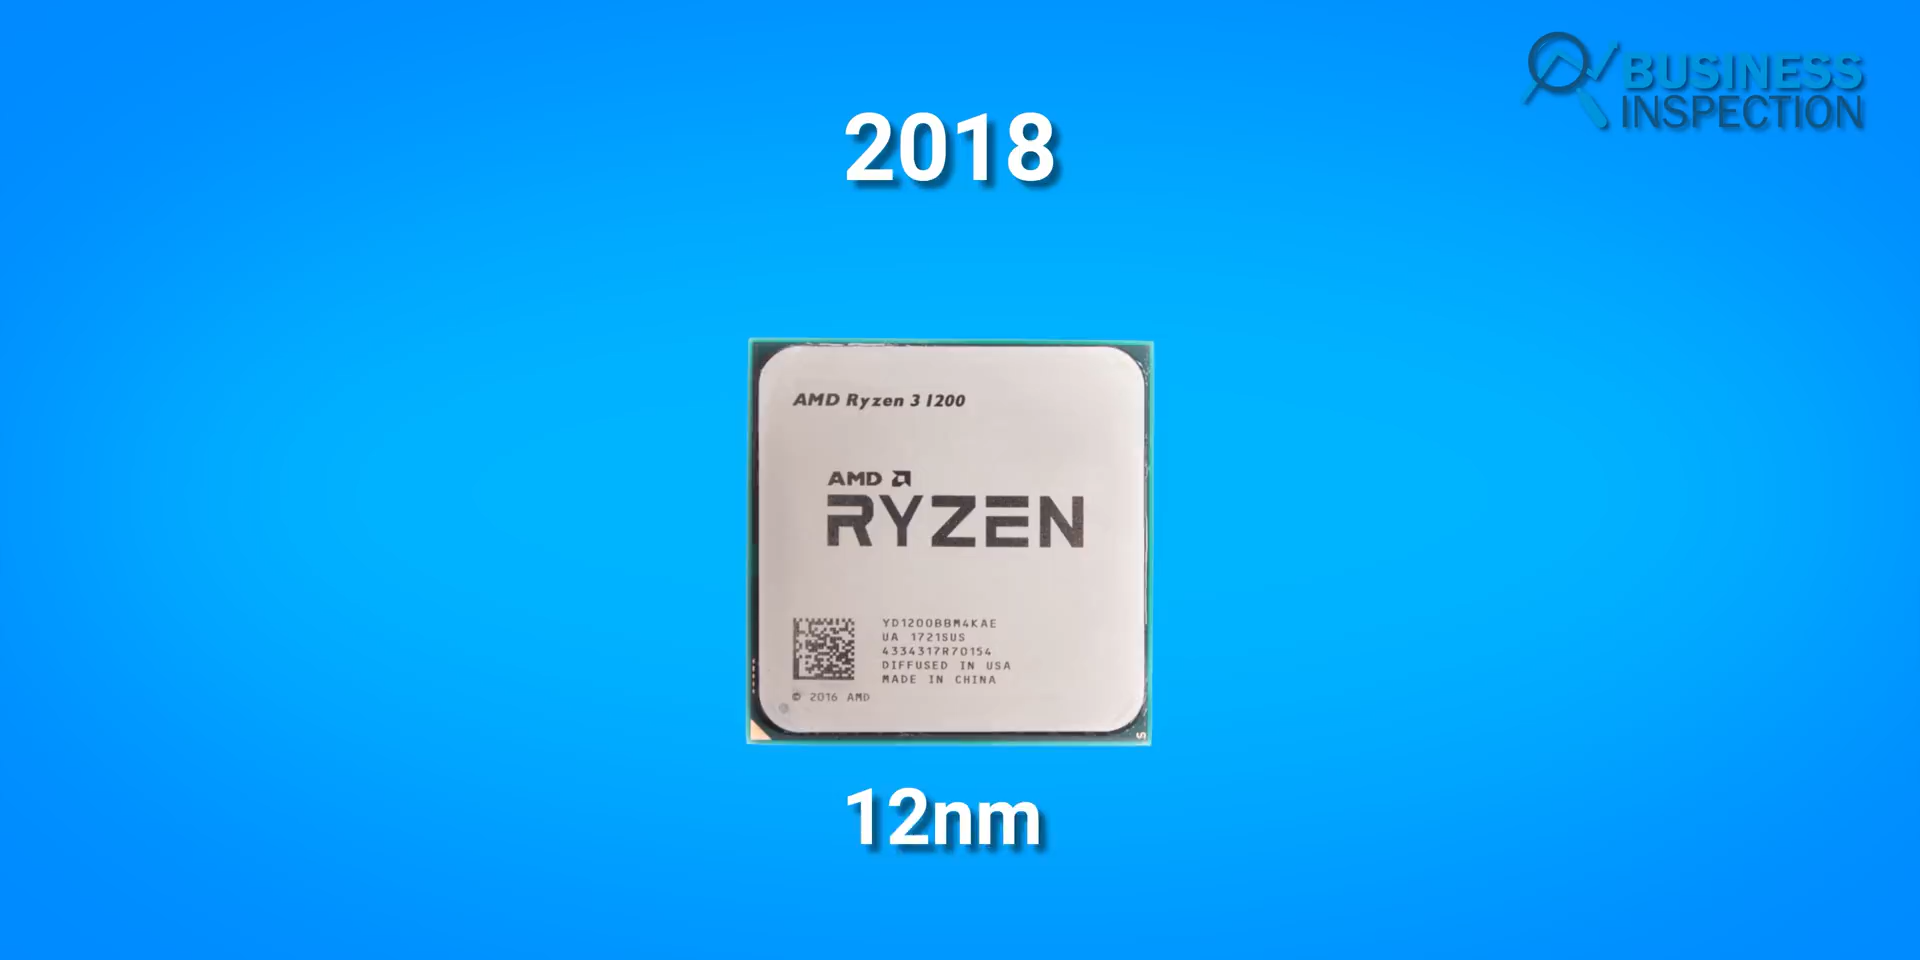 BUSINESS
INSPECTION
2018
AMD Ryzen 3 1200
AMD
RYZEN
YD1200BBM4KAE
UA 1721SUS
4334317R70154
DIFFUSED IN USA
MADE IN CHINA
© 2016 AMD
S
12nm